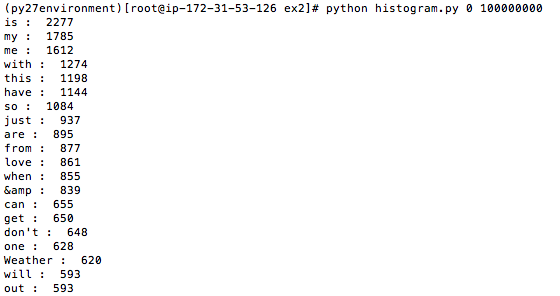 (py27environment)[root@ip-172-31-53-126 ex2]# python histogram.py 0 100000000
is :  2277
my :  1785
me :  1612
with :  1274
this :  1198
have :  1144
so :  1084
just :  937
are :  895
from :  877
love :  861
when :  855
&amp :  839
can :  655
get :  650
don't :  648
one :  628
Weather :  620
will :  593
out :  593